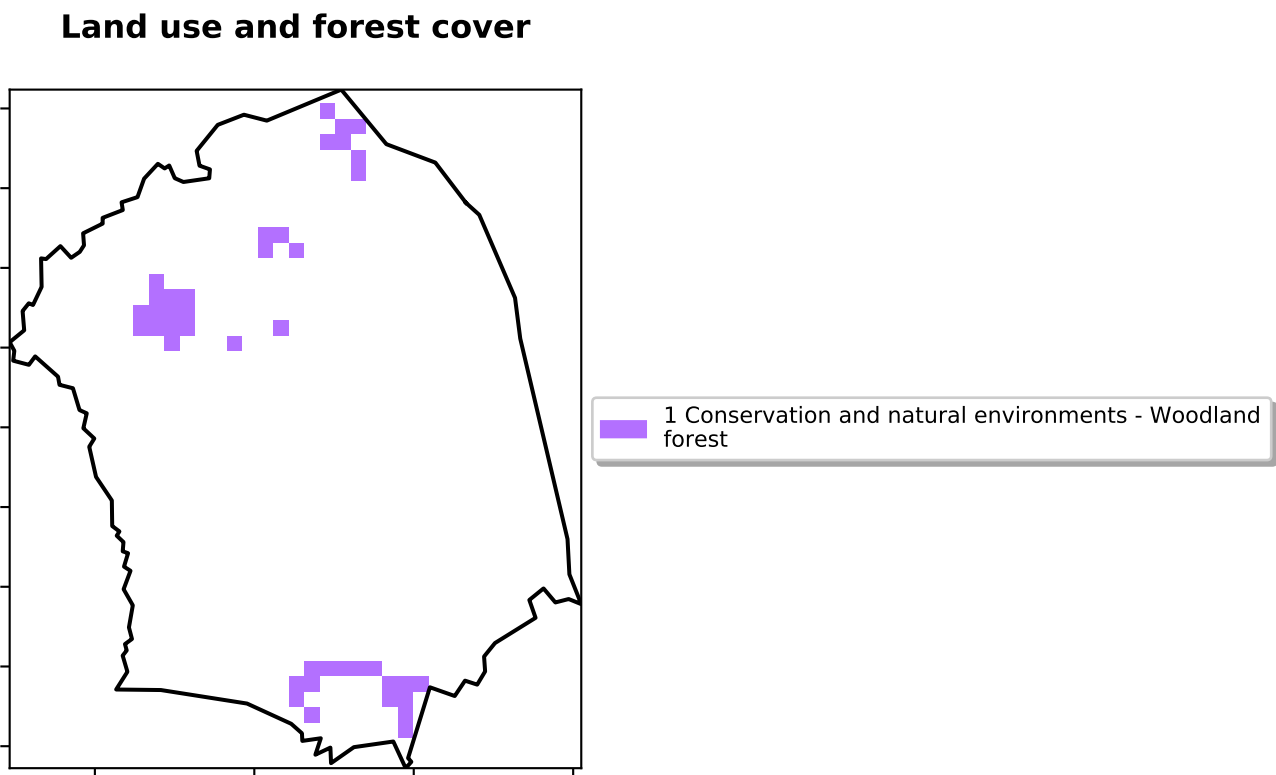 Land use and forest cover
1 Conservation and natural environments - Woodland
forest